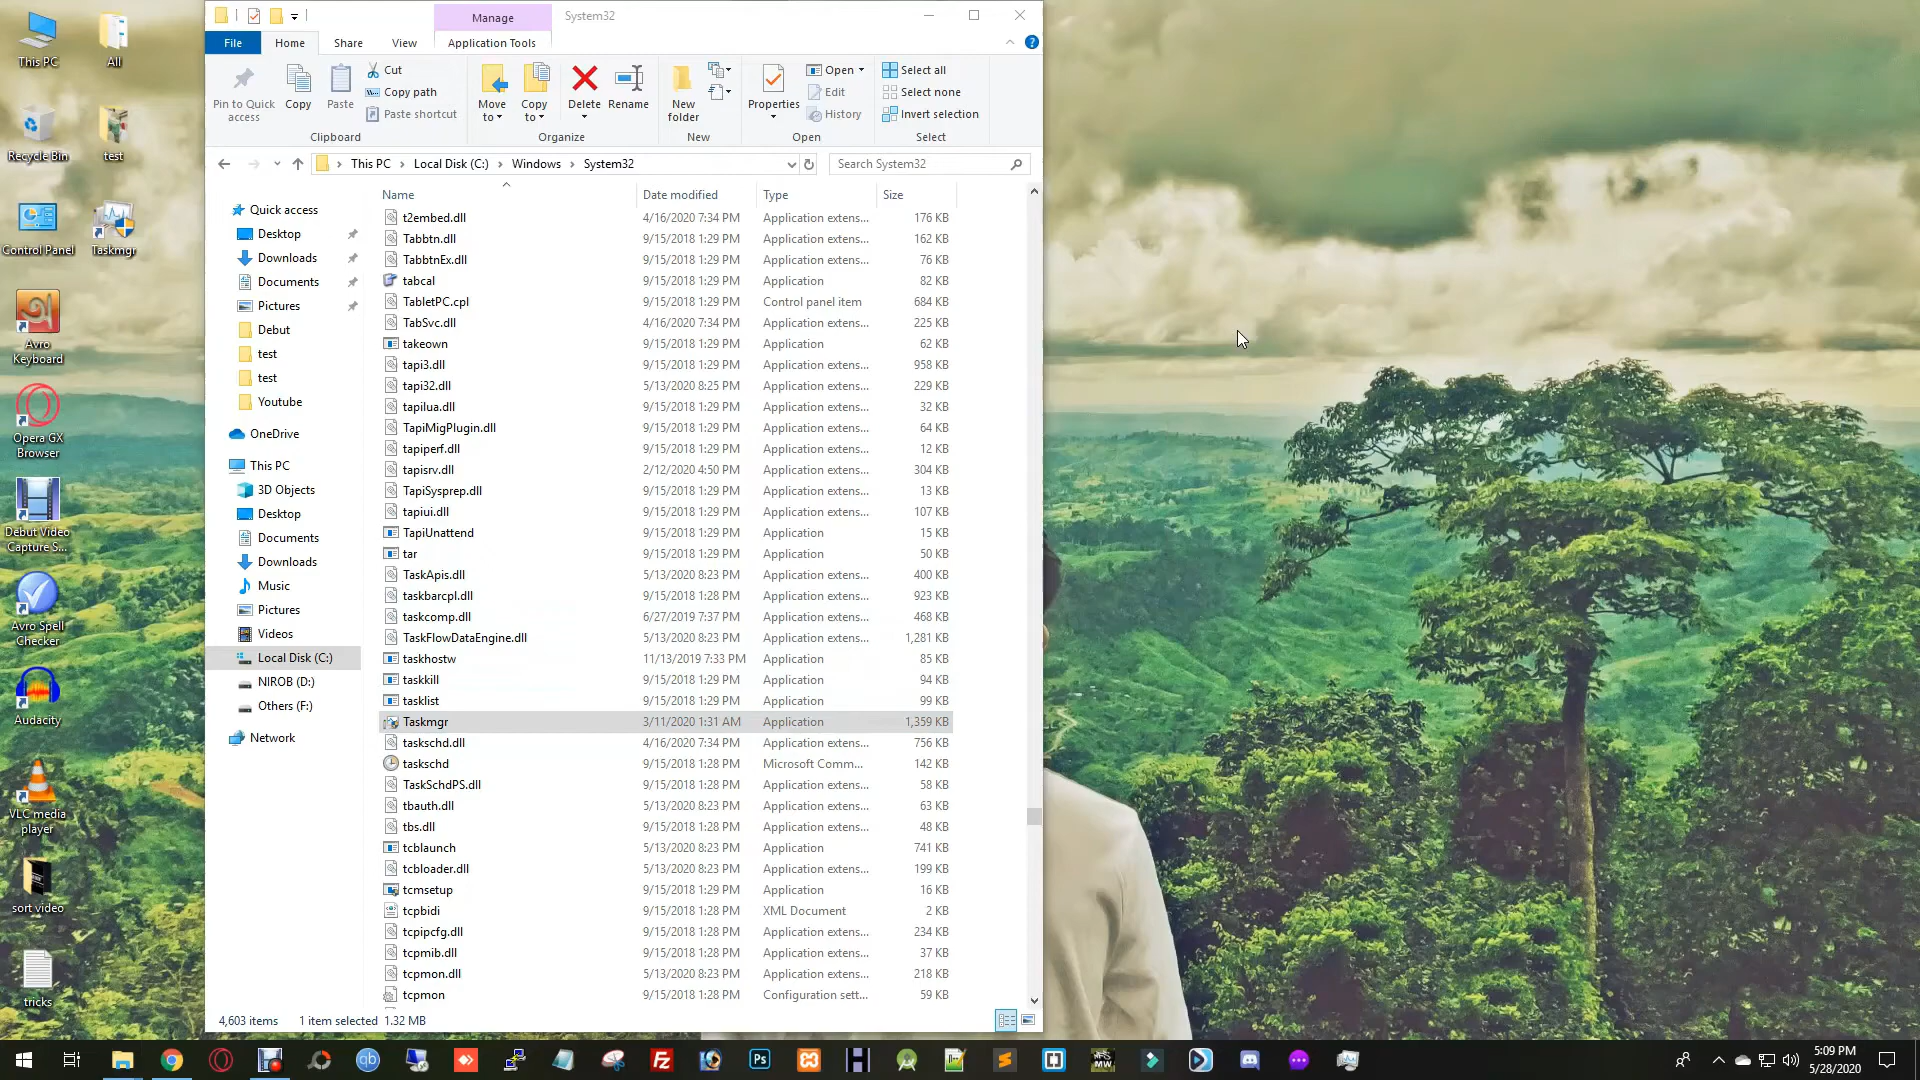 This PC
All
Recycle Bin
test
Control Panel
Taskmgr
Avro
Keyboard
Opera GX
Browser
Debut Video
Capture S...
Avro Spell
Checker
Audacity
VLC media
player
sort video
tricks
Manage
System32
File
Home
Share
View
Application Tools
Pin to Quick
access
Copy
Paste
Cut
Copy path
Paste shortcut
Clipboard
Move
to
Copy
to
Delete
Rename
Organize
New
folder
New
Properties
Open
Edit
History
Open
Select all
Select none
Invert selection
Select
This PC
Local Disk (C:)
Windows
System32
Search System32
Quick access
Desktop
Downloads
Documents
Pictures
Debut
test
test
Youtube
OneDrive
This PC
3D Objects
Desktop
Documents
Downloads
Music
Pictures
Videos
Local Disk (C:)
NIROB (D:)
Others (F:)
Network
Name Date modified Type Size
t2embed.dll 4/16/2020 7:34 PM Application extens... 176 KB
Tabbtn.dll 9/15/2018 1:29 PM Application extens... 162 KB
TabbtnEx.dll 9/15/2018 1:29 PM Application extens... 76 KB
tabcal 9/15/2018 1:29 PM Application 82 KB
TabletPC.cpl 9/15/2018 1:29 PM Control panel item 684 KB
TabSvc.dll 4/16/2020 7:34 PM Application extens... 225 KB
takeown 9/15/2018 1:29 PM Application 62 KB
tapi3.dll 9/15/2018 1:29 PM Application extens... 958 KB
tapi32.dll 5/13/2020 8:25 PM Application extens... 229 KB
tapilua.dll 9/15/2018 1:29 PM Application extens... 32 KB
TapiMigPlugin.dll 9/15/2018 1:29 PM Application extens... 64 KB
tapiperf.dll 9/15/2018 1:29 PM Application extens... 12 KB
tapisrv.dll 2/12/2020 4:50 PM Application extens... 304 KB
TapiSysprep.dll 9/15/2018 1:29 PM Application extens... 13 KB
tapiui.dll 9/15/2018 1:29 PM Application extens... 107 KB
TapiUnattend 9/15/2018 1:29 PM Application 15 KB
tar 9/15/2018 1:29 PM Application 50 KB
TaskApis.dll 5/13/2020 8:23 PM Application extens... 400 KB
taskbarcpl.dll 9/15/2018 1:28 PM Application extens... 923 KB
taskcomp.dll 6/27/2019 7:37 PM Application extens... 468 KB
TaskFlowDataEngine.dll 5/13/2020 8:23 PM Application extens... 1,281 KB
taskhostw 11/13/2019 7:33 PM Application 85 KB
taskkill 9/15/2018 1:29 PM Application 94 KB
tasklist 9/15/2018 1:29 PM Application 99 KB
Taskmgr 3/11/2020 1:31 AM Application 1,359 KB
taskschd.dll 4/16/2020 7:34 PM Application extens... 756 KB
taskschd 9/15/2018 1:28 PM Microsoft Comm... 142 KB
TaskSchdPS.dll 9/15/2018 1:28 PM Application extens... 58 KB
tbauth.dll 5/13/2020 8:23 PM Application extens... 63 KB
tbs.dll 9/15/2018 1:28 PM Application extens... 48 KB
tcblaunch 5/13/2020 8:23 PM Application 741 KB
tcbloader.dll 5/13/2020 8:23 PM Application extens... 199 KB
tcmsetup 9/15/2018 1:29 PM Application 16 KB
tcpbidi 9/15/2018 1:28 PM XML Document 2 KB
tcpipcfg.dll 9/15/2018 1:28 PM Application extens... 234 KB
tcpmib.dll 9/15/2018 1:28 PM Application extens... 37 KB
tcpmon.dll 5/13/2020 8:23 PM Application extens... 218 KB
tcpmon 9/15/2018 1:28 PM Configuration sett... 59 KB
4,603 items 1 item selected 1.32 MB
qb
FZ
Ps
H
MW
5:09 PM
5/28/2020